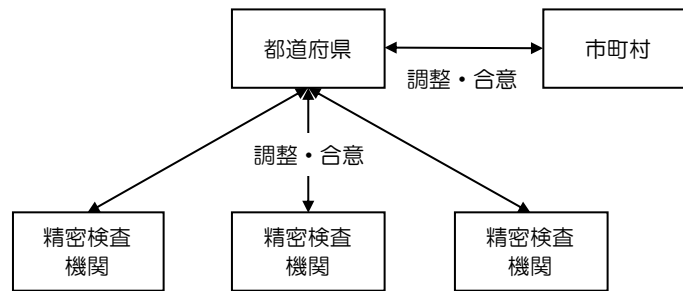 都道府県
市町村
調整・合意
調整・合意
精密検査
機関
精密検査
機関
精密検査
機関